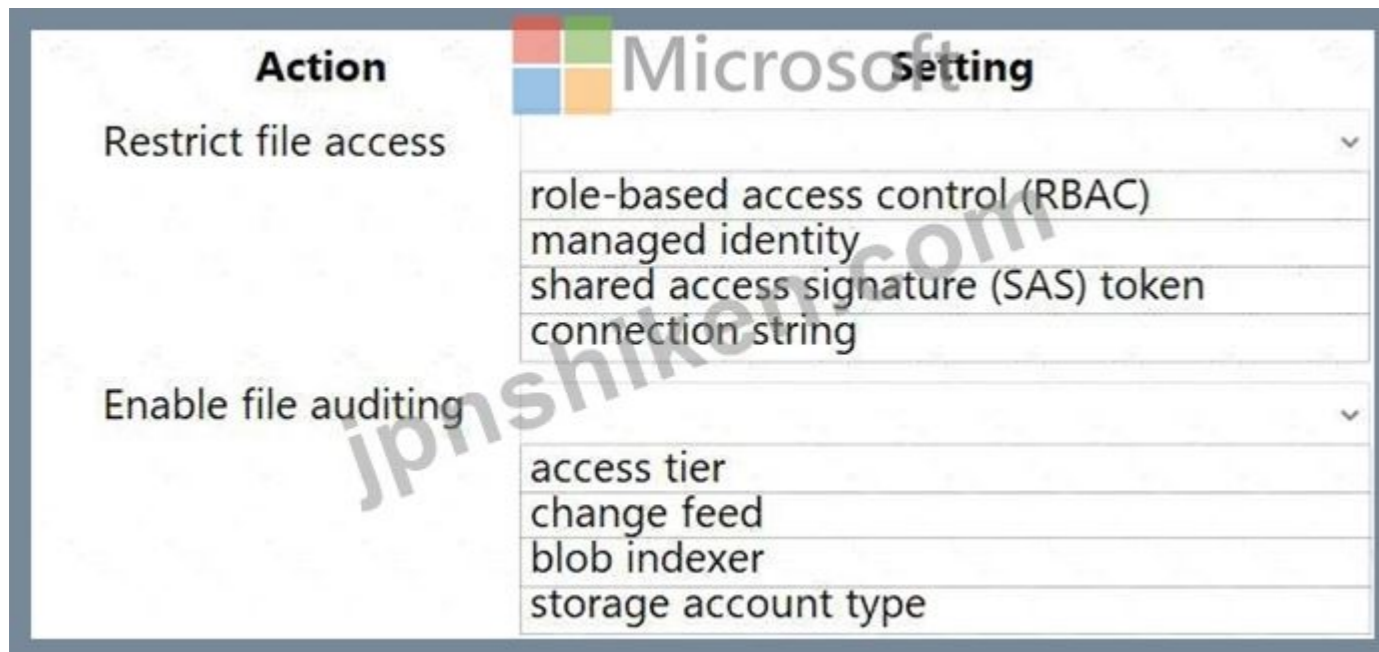 Microsoft
Action Setting
Restrict file access
role-based access control (RBAC)
managed identity
shared access signature (SAS) token
connection string
Enable file auditing
access tier
change feed
blob indexer
storage account type
jpnshiken.com